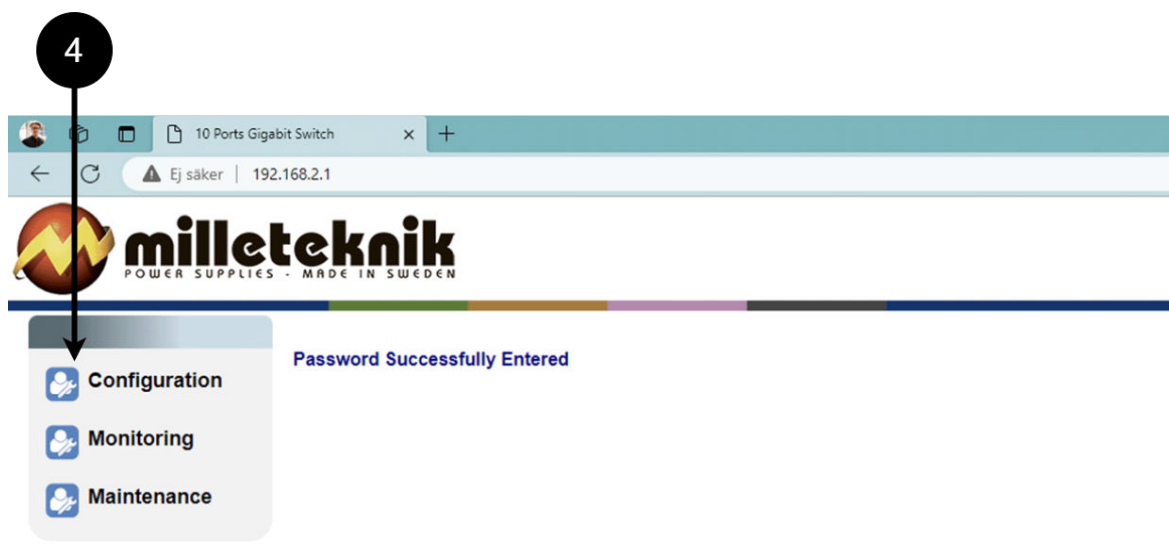 4
10 Ports Gigabit Switch
Ej säker | 192.168.2.1
milleteknik
POWER SUPPLIES - MADE IN SWEDEN
Password Successfully Entered
Configuration
Monitoring
Maintenance